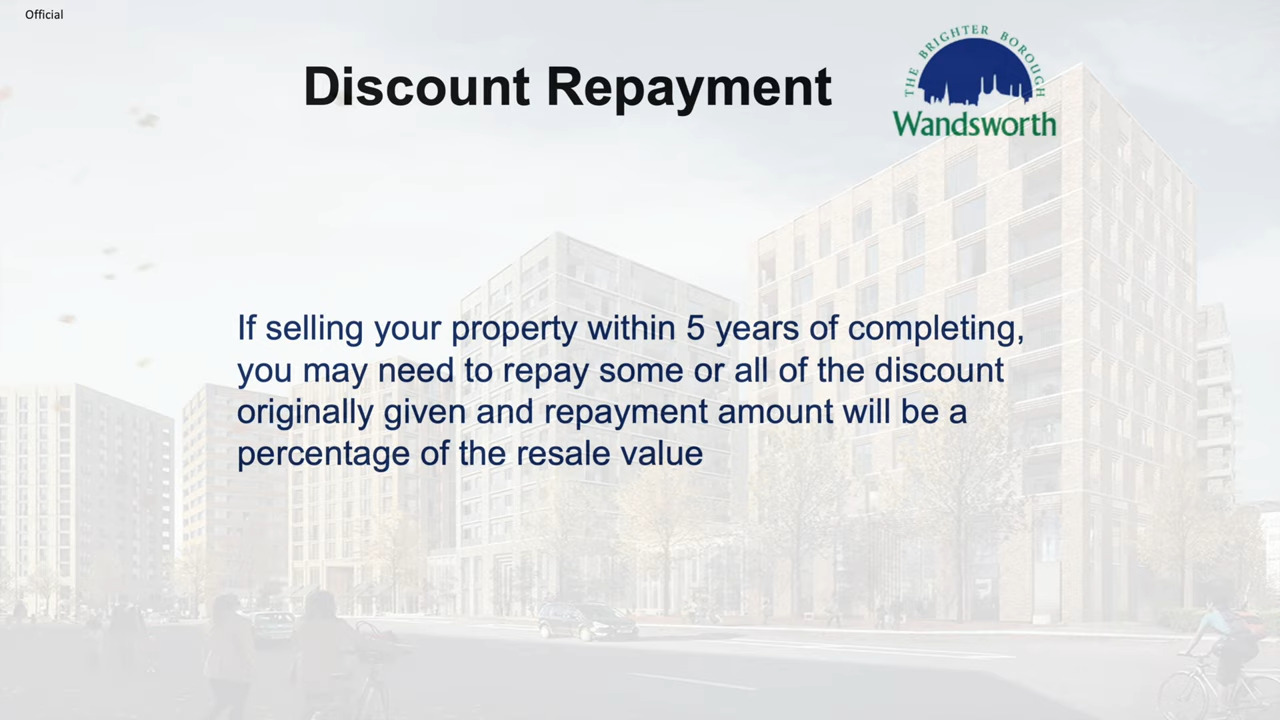 Official
Discount Repayment
THE BRIGHTER BOROUGH
Wandsworth
If selling your property within 5 years of completing,
you may need to repay some or all of the discount
originally given and repayment amount will be a
percentage of the resale value